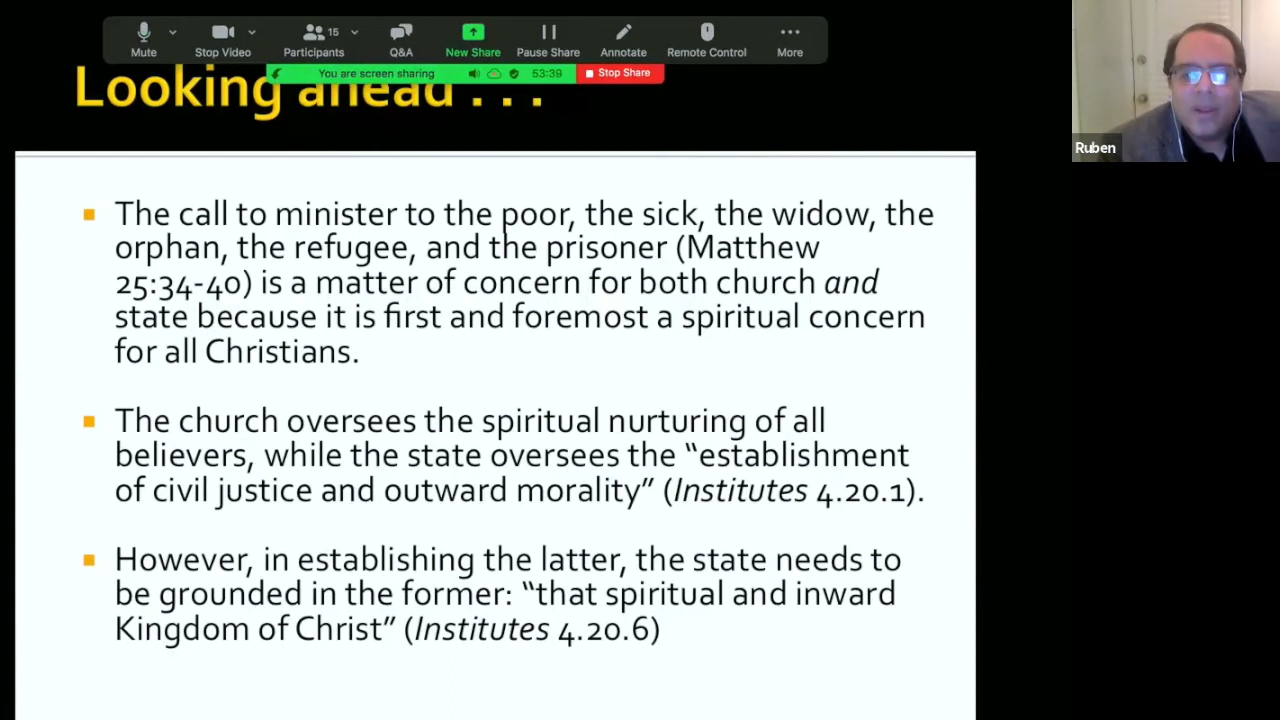 15
Mute
Stop Video
Participants
Q&A
New Share
Pause Share
Annotate
Remote Control
More
You are screen sharing
53:39
Stop Share
Looking ahead . . .
Ruben
The call to minister to the poor, the sick, the widow, the
orphan, the refugee, and the prisoner (Matthew
25:34-40) is a matter of concern for both church and
state because it is first and foremost a spiritual concern
for all Christians.
The church oversees the spiritual nurturing of all
believers, while the state oversees the “establishment
of civil justice and outward morality” (Institutes 4.20.1).
However, in establishing the latter, the state needs to
be grounded in the former: “that spiritual and inward
Kingdom of Christ” (Institutes 4.20.6)